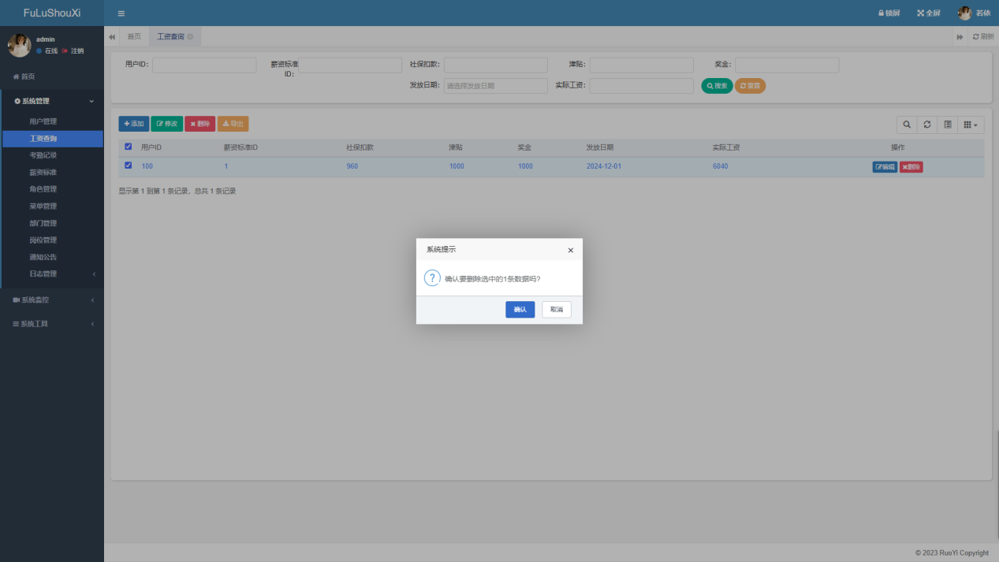 FuLuShouXi
锁屏 全屏 若依
admin
在线 注销
首页 工资查询 刷新
首页
系统管理
用户管理
工资查询
考勤记录
薪资标准
角色管理
菜单管理
部门管理
岗位管理
通知公告
日志管理
系统监控
系统工具
用户ID： 薪资标准ID： 社保扣款： 津贴： 奖金：
发放日期： 请选择发放日期 实际工资： 搜索 重置
添加 修改 删除 导出
用户ID 薪资标准ID 社保扣款 津贴 奖金 发放日期 实际工资 操作
100 1 960 1000 1000 2024-12-01 6040 编辑 删除
显示第 1 到第 1 条记录，总共 1 条记录
系统提示
确认要删除选中的1条数据吗?
确认 取消
© 2023 RuoYi Copyright